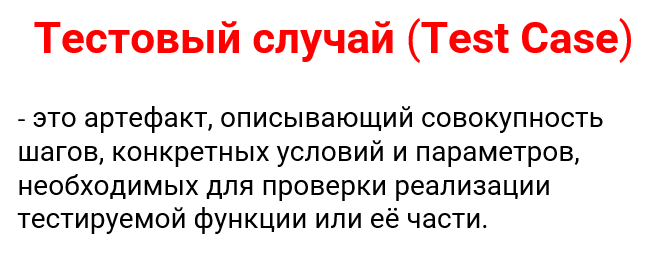 Тестовый случай (Test Case)
- это артефакт, описывающий совокупность
шагов, конкретных условий и параметров,
необходимых для проверки реализации
тестируемой функции или её части.